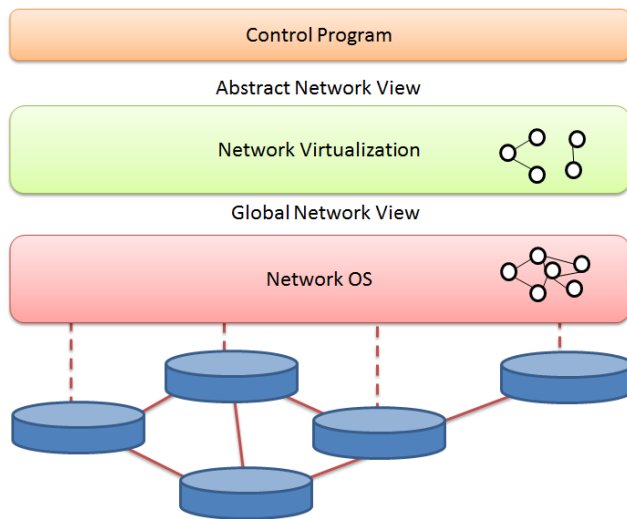 Control Program
Abstract Network View
Network Virtualization
Global Network View
Network OS